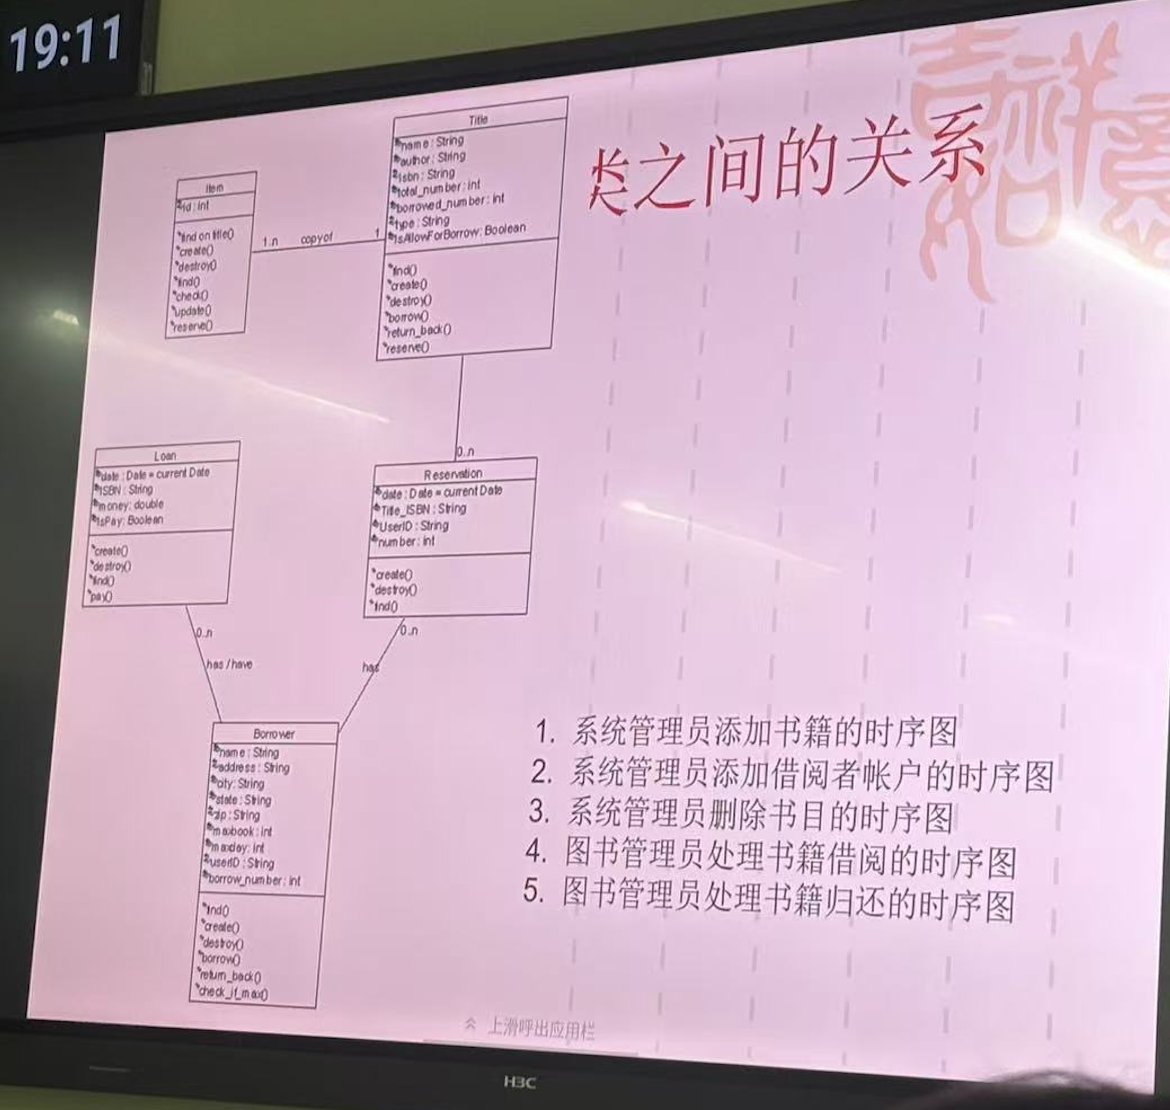 19:11
类之间的关系
Title
name : String
author : String
isbn : String
total_number : int
borrowed_number : int
type : String
isAllowForBorrow : Boolean
find()
create()
destroy()
borrow()
return_back()
reserve()
Item
id : int
find on title()
create()
destroy()
find()
check()
update()
reserve()
1..n
copy of
1
0..n
Loan
date : Date = current Date
ISBN : String
money : double
isPay : Boolean
create()
destroy()
find()
pay()
Reservation
date : Date = current Date
Title_ISBN : String
UserID : String
number : int
create()
destroy()
find()
0..n
has / have
0..n
has
Borrower
name : String
address : String
city : String
state : String
zip : String
maxbook : int
maxday : int
userID : String
borrow_number : int
find()
create()
destroy()
borrow()
return_back()
check_if_max()
1. 系统管理员添加书籍的时序图
2. 系统管理员添加借阅者帐户的时序图
3. 系统管理员删除书目的时序图
4. 图书管理员处理书籍借阅的时序图
5. 图书管理员处理书籍归还的时序图
上滑呼出应用栏
H3C